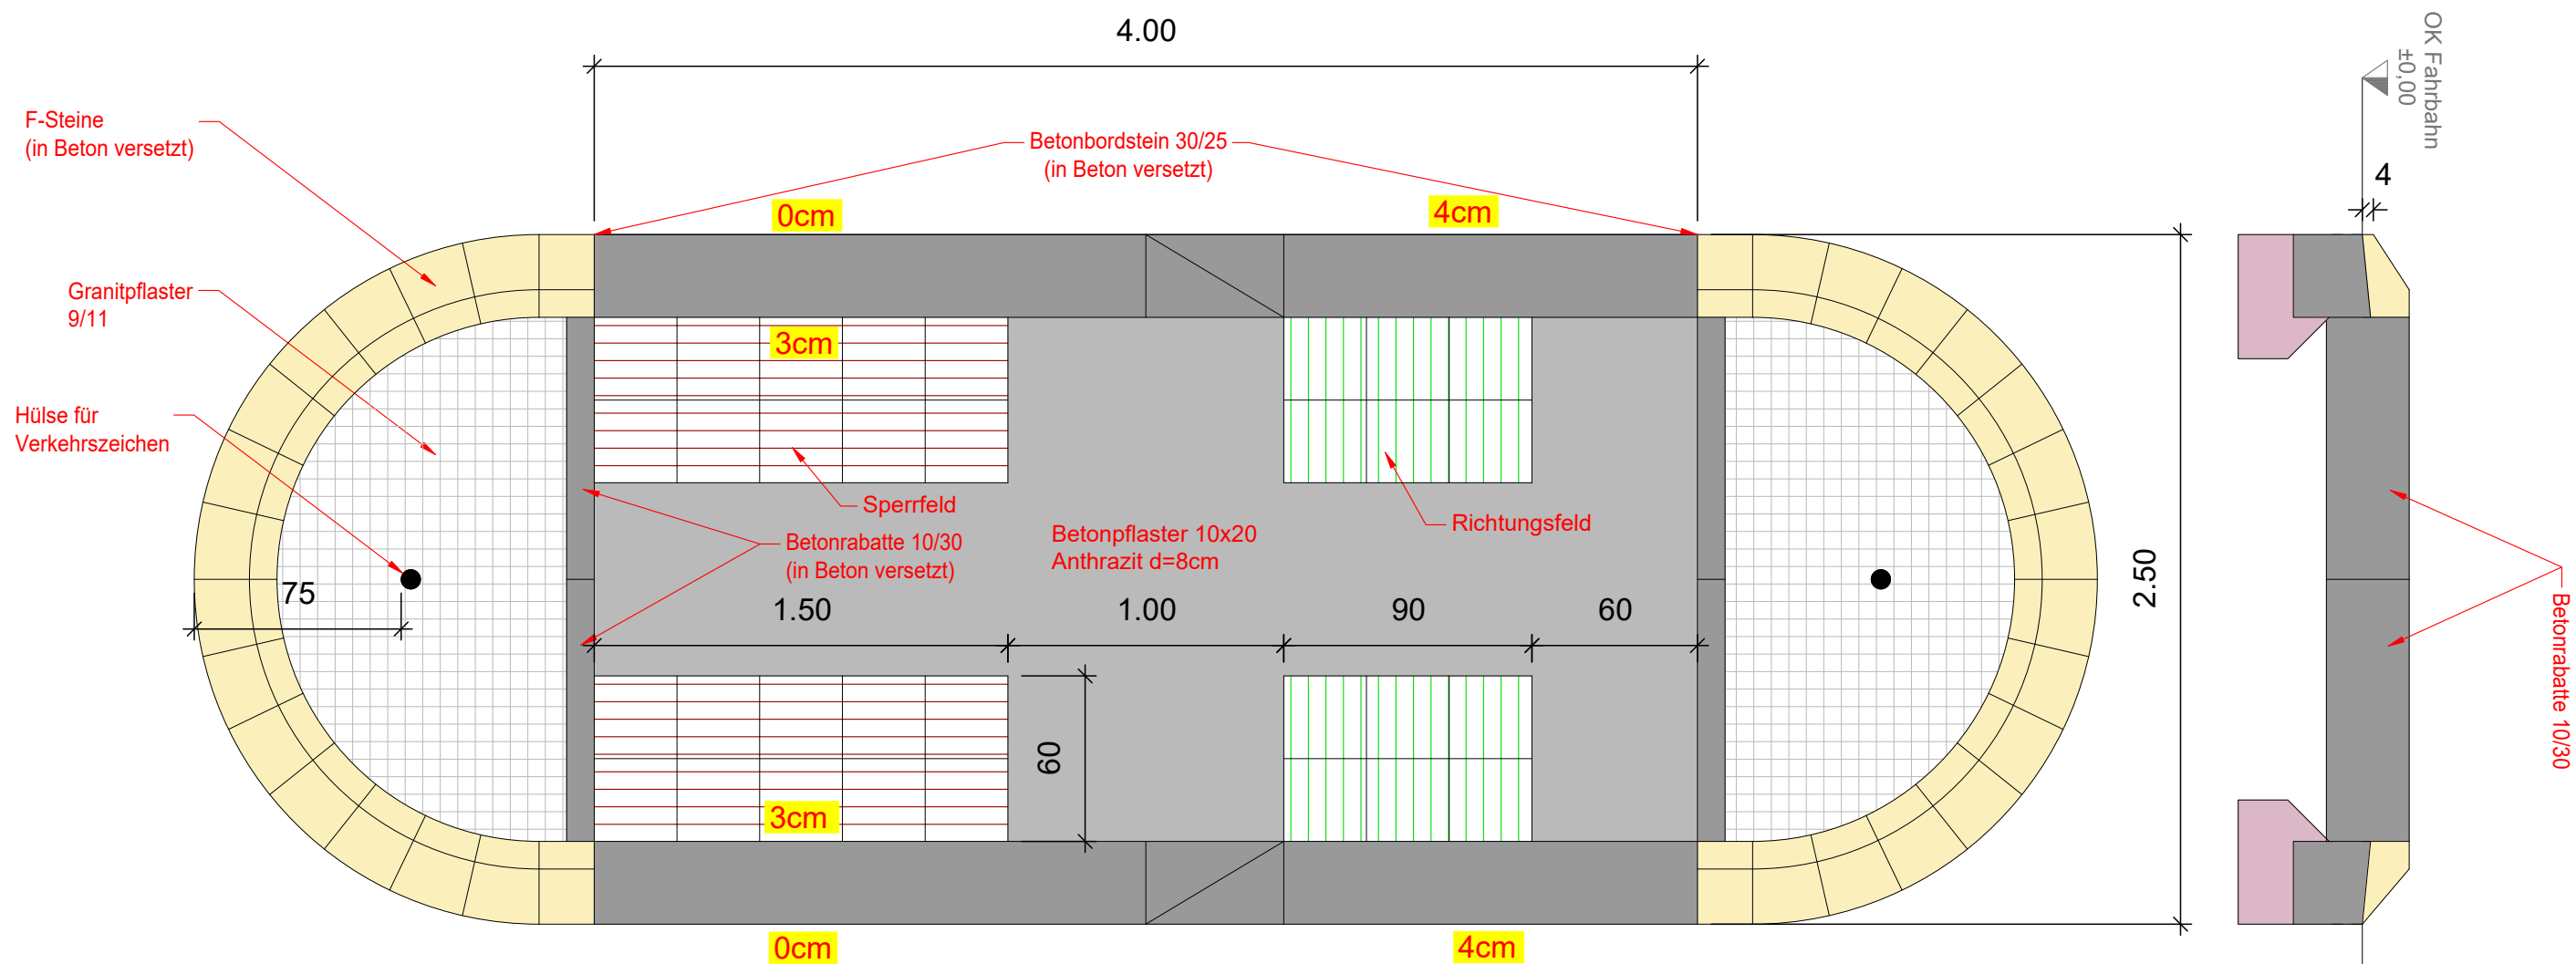 4.00
OK Fahrbahn
±0,00
F-Steine
(in Beton versetzt)
Betonbordstein 30/25
(in Beton versetzt)
4
0cm
4cm
Granitpflaster
9/11
3cm
Hülse für
Verkehrszeichen
Sperrfeld
Richtungsfeld
Betonrabatte 10/30
(in Beton versetzt)
Betonpflaster 10x20
Anthrazit d=8cm
75
1.50
1.00
90
60
2.50
Betonrabatte 10/30
60
3cm
0cm
4cm